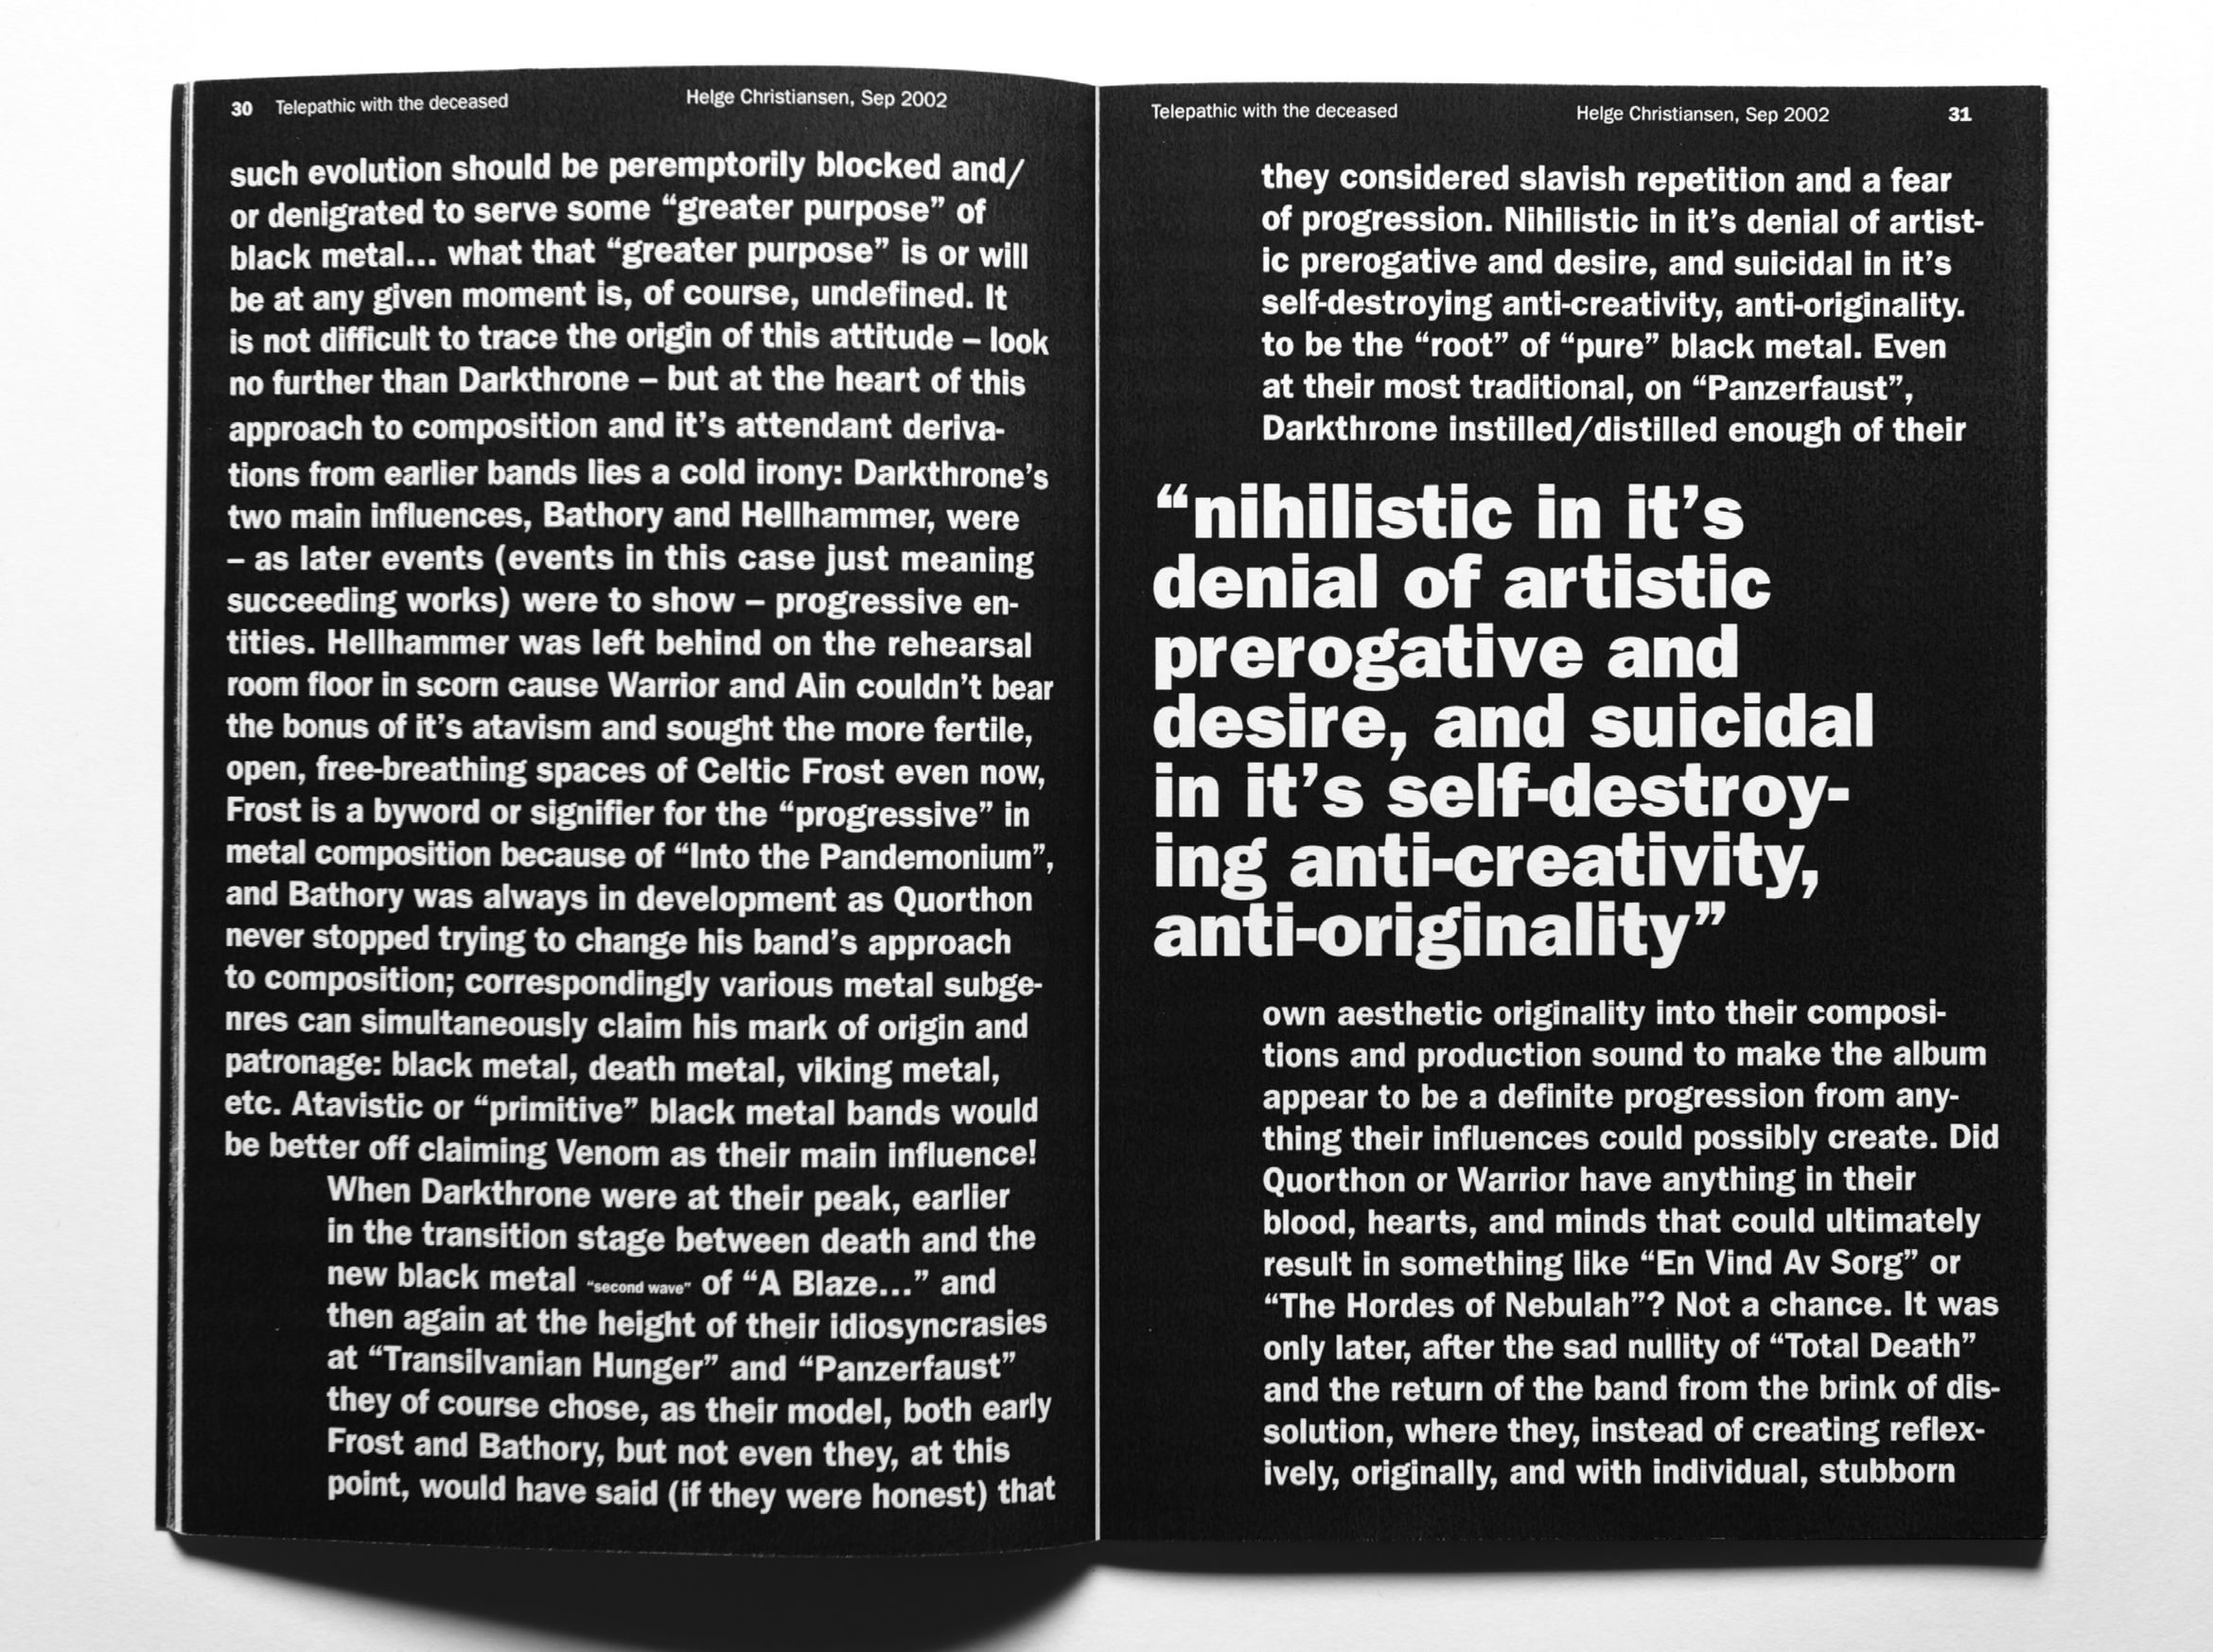 30 Telepathic with the deceased Helge Christiansen, Sep 2002
such evolution should be peremptorily blocked and/
or denigrated to serve some “greater purpose” of
black metal... what that “greater purpose” is or will
be at any given moment is, of course, undefined. It
is not difficult to trace the origin of this attitude – look
no further than Darkthrone – but at the heart of this
approach to composition and it’s attendant deriva-
tions from earlier bands lies a cold irony: Darkthrone’s
two main influences, Bathory and Hellhammer, were
– as later events (events in this case just meaning
succeeding works) were to show – progressive en-
tities. Hellhammer was left behind on the rehearsal
room floor in scorn cause Warrior and Ain couldn’t bear
the bonus of it’s atavism and sought the more fertile,
open, free-breathing spaces of Celtic Frost even now,
Frost is a byword or signifier for the “progressive” in
metal composition because of “Into the Pandemonium”,
and Bathory was always in development as Quorthon
never stopped trying to change his band’s approach
to composition; correspondingly various metal subge-
nres can simultaneously claim his mark of origin and
patronage: black metal, death metal, viking metal,
etc. Atavistic or “primitive” black metal bands would
be better off claiming Venom as their main influence!
When Darkthrone were at their peak, earlier
in the transition stage between death and the
new black metal “second wave” of “A Blaze...” and
then again at the height of their idiosyncrasies
at “Transilvanian Hunger” and “Panzerfaust”
they of course chose, as their model, both early
Frost and Bathory, but not even they, at this
point, would have said (if they were honest) that
Telepathic with the deceased Helge Christiansen, Sep 2002 31
they considered slavish repetition and a fear
of progression. Nihilistic in it’s denial of artist-
ic prerogative and desire, and suicidal in it’s
self-destroying anti-creativity, anti-originality.
to be the “root” of “pure” black metal. Even
at their most traditional, on “Panzerfaust”,
Darkthrone instilled/distilled enough of their
“nihilistic in it’s
denial of artistic
prerogative and
desire, and suicidal
in it’s self-destroy-
ing anti-creativity,
anti-originality”
own aesthetic originality into their composi-
tions and production sound to make the album
appear to be a definite progression from any-
thing their influences could possibly create. Did
Quorthon or Warrior have anything in their
blood, hearts, and minds that could ultimately
result in something like “En Vind Av Sorg” or
“The Hordes of Nebulah”? Not a chance. It was
only later, after the sad nullity of “Total Death”
and the return of the band from the brink of dis-
solution, where they, instead of creating reflex-
ively, originally, and with individual, stubborn